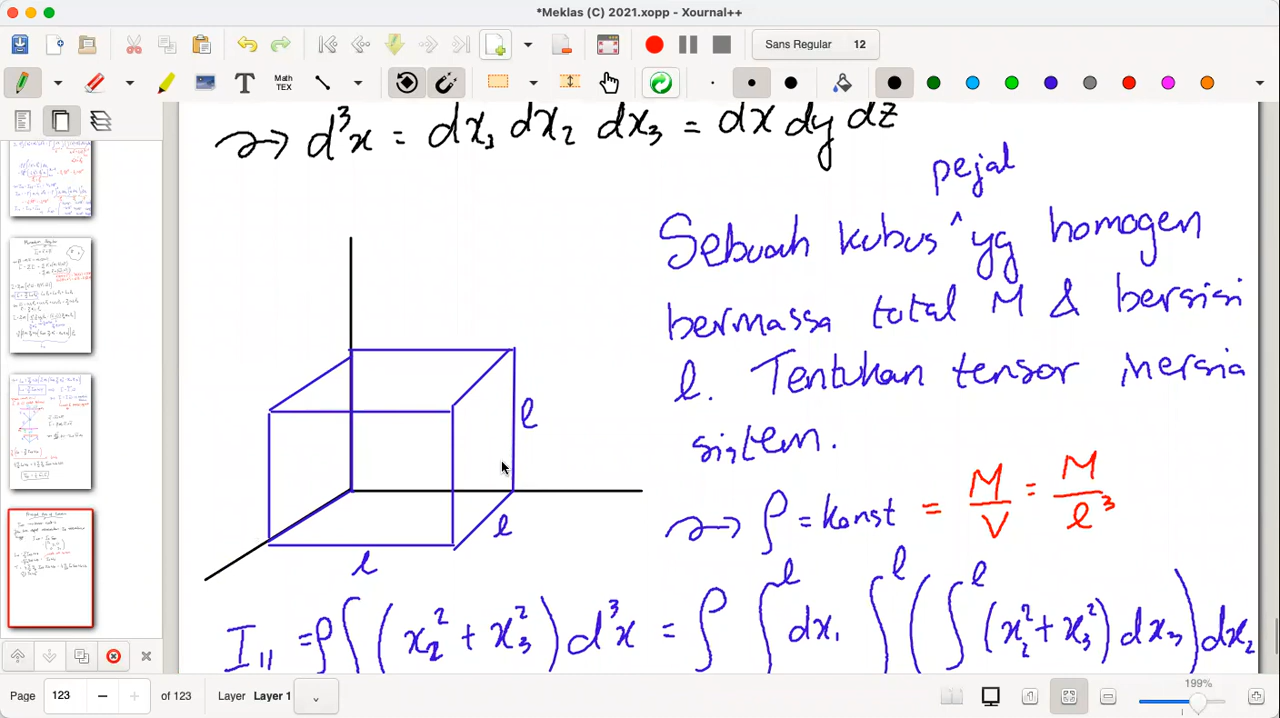 *Meklas (C) 2021.xopp - Xournal++
Sans Regular 12
Math TEX
d³x = dx₁ dx₂ dx₃ = dx dy dz
pejal
Sebuah kubus ^ yg homogen
bermassa total M & bersisi
l. Tentukan tensor inersia
sistem.
l
l
l
ρ = konst = M/V = M/l³
I₁₁ = ρ∫(x₂² + x₃²) d³x = ρ ∫ˡ dx₁ ∫ˡ (∫ˡ (x₂² + x₃²) dx₃) dx₂
Page 123 of 123 Layer Layer 1 199%